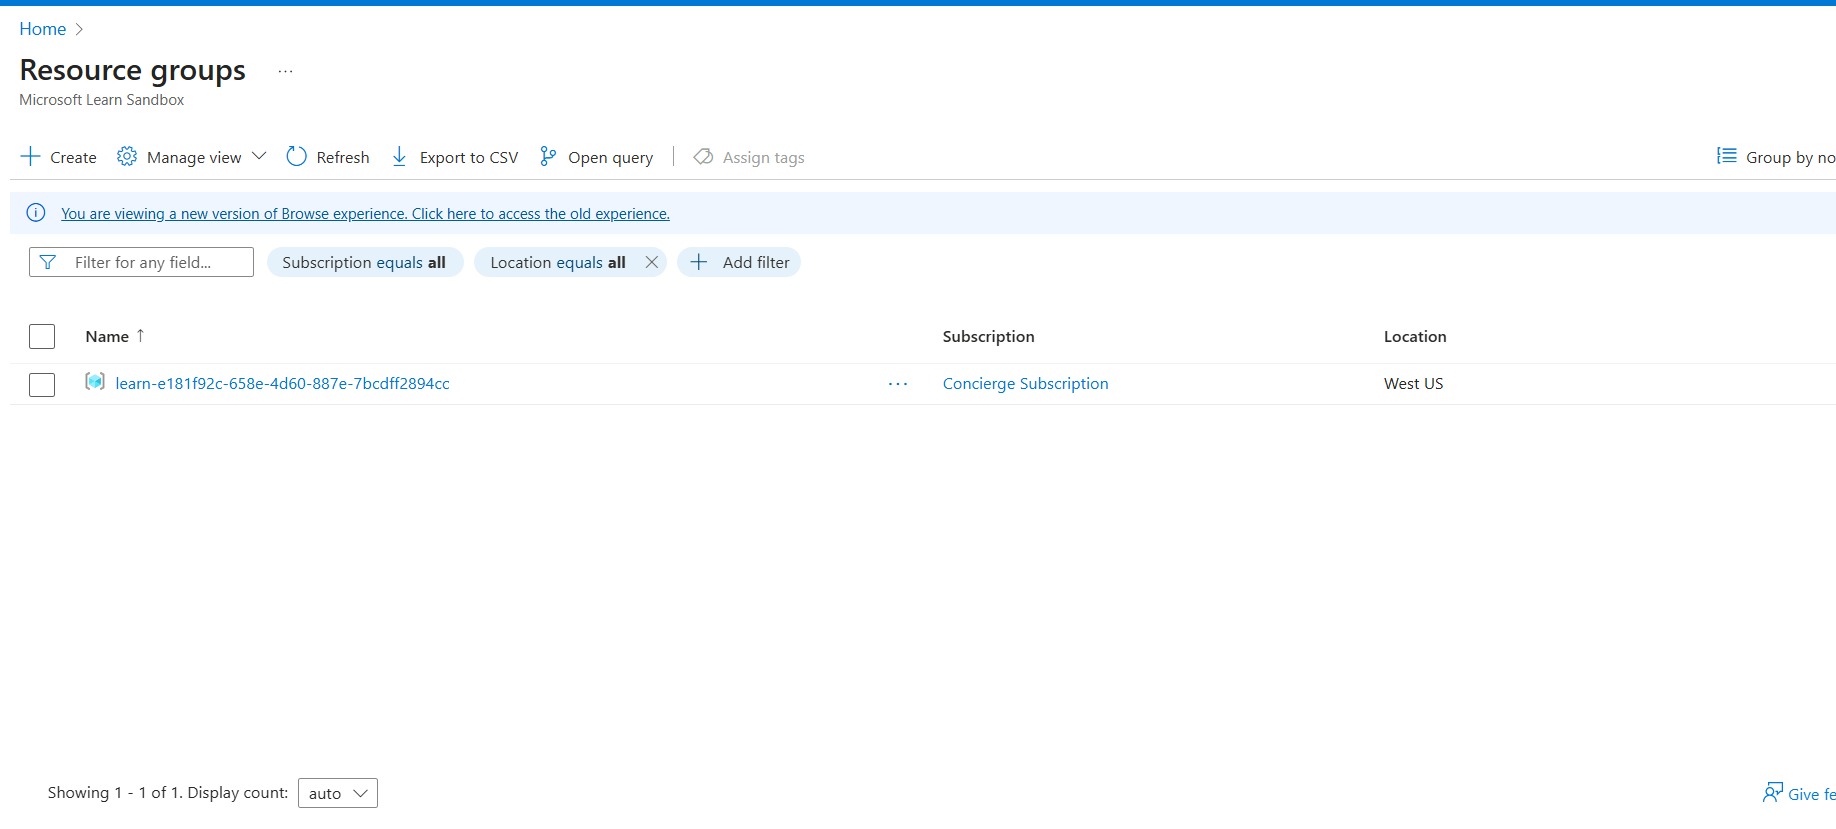 Home
Resource groups ...
Microsoft Learn Sandbox
Create Manage view Refresh Export to CSV Open query Assign tags Group by no
You are viewing a new version of Browse experience. Click here to access the old experience.
Filter for any field... Subscription equals all Location equals all Add filter
Name ↑ Subscription Location
learn-e181f92c-658e-4d60-887e-7bcdff2894cc ... Concierge Subscription West US
Showing 1 - 1 of 1. Display count: auto Give fe